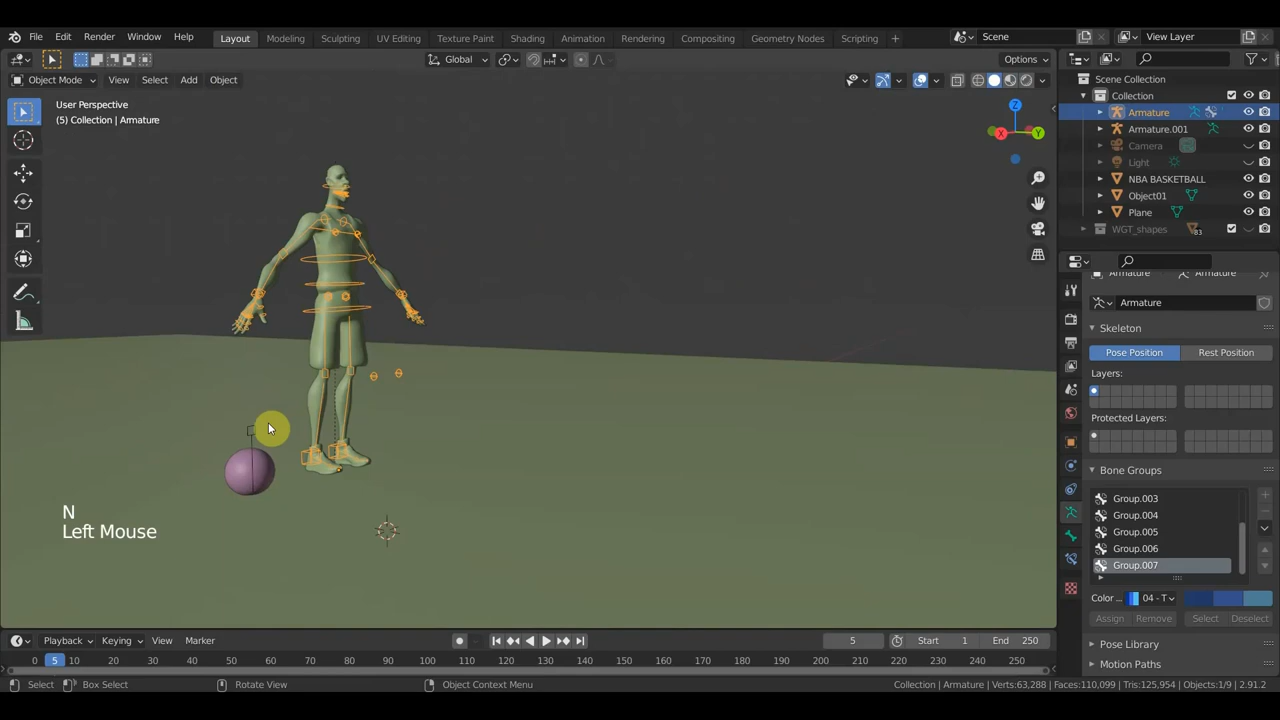 File Edit Render Window Help Layout Modeling Sculpting UV Editing Texture Paint Shading Animation Rendering Compositing Geometry Nodes Scripting + Scene View Layer
Global Options
Object Mode View Select Add Object
User Perspective
(5) Collection | Armature
Z
X Y
N
Left Mouse
Scene Collection
Collection
Armature
Armature.001
Camera
Light
NBA BASKETBALL
Object01
Plane
WGT_shapes 83
Armature Armature
Armature
Skeleton
Pose Position Rest Position
Layers:
Protected Layers:
Bone Groups
Group.003
Group.004
Group.005
Group.006
Group.007
Color... 04 - T
Assign Remove Select Deselect
Pose Library
Motion Paths
Playback Keying View Marker 5 Start 1 End 250
0 5 10 20 30 40 50 60 70 80 90 100 110 120 130 140 150 160 170 180 190 200 210 220 230 240 250
Select Box Select Rotate View Object Context Menu Collection | Armature | Verts:63,288 | Faces:110,099 | Tris:125,954 | Objects:1/9 | 2.91.2